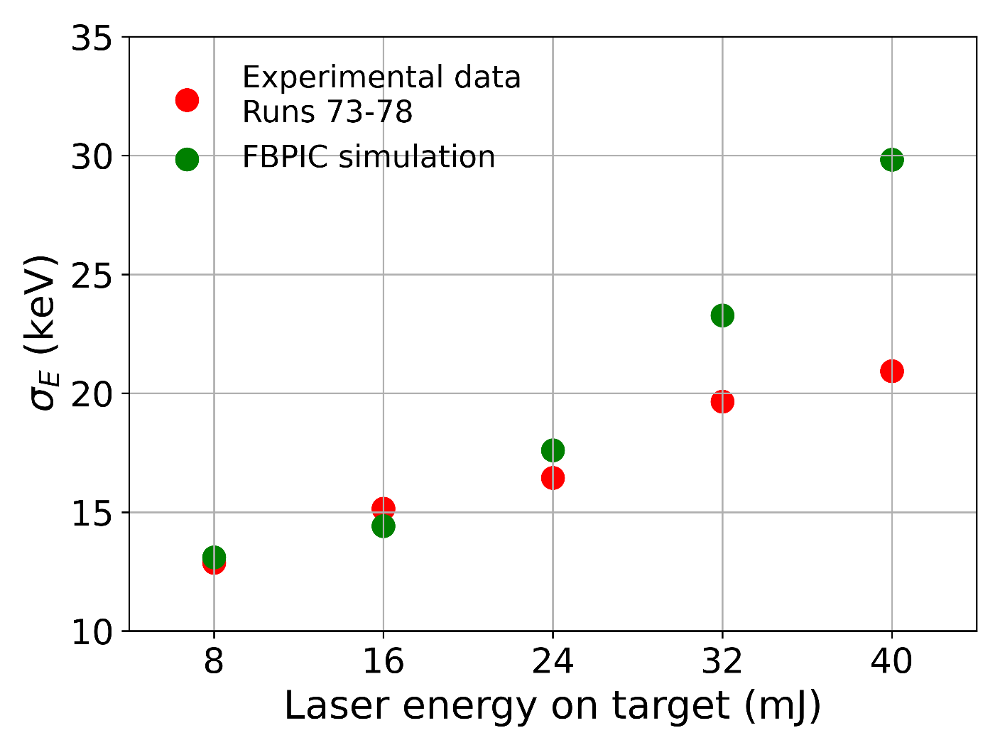 35
30
25
20
15
10
σE (keV)
Experimental data
Runs 73-78
FBPIC simulation
8 16 24 32 40
Laser energy on target (mJ)